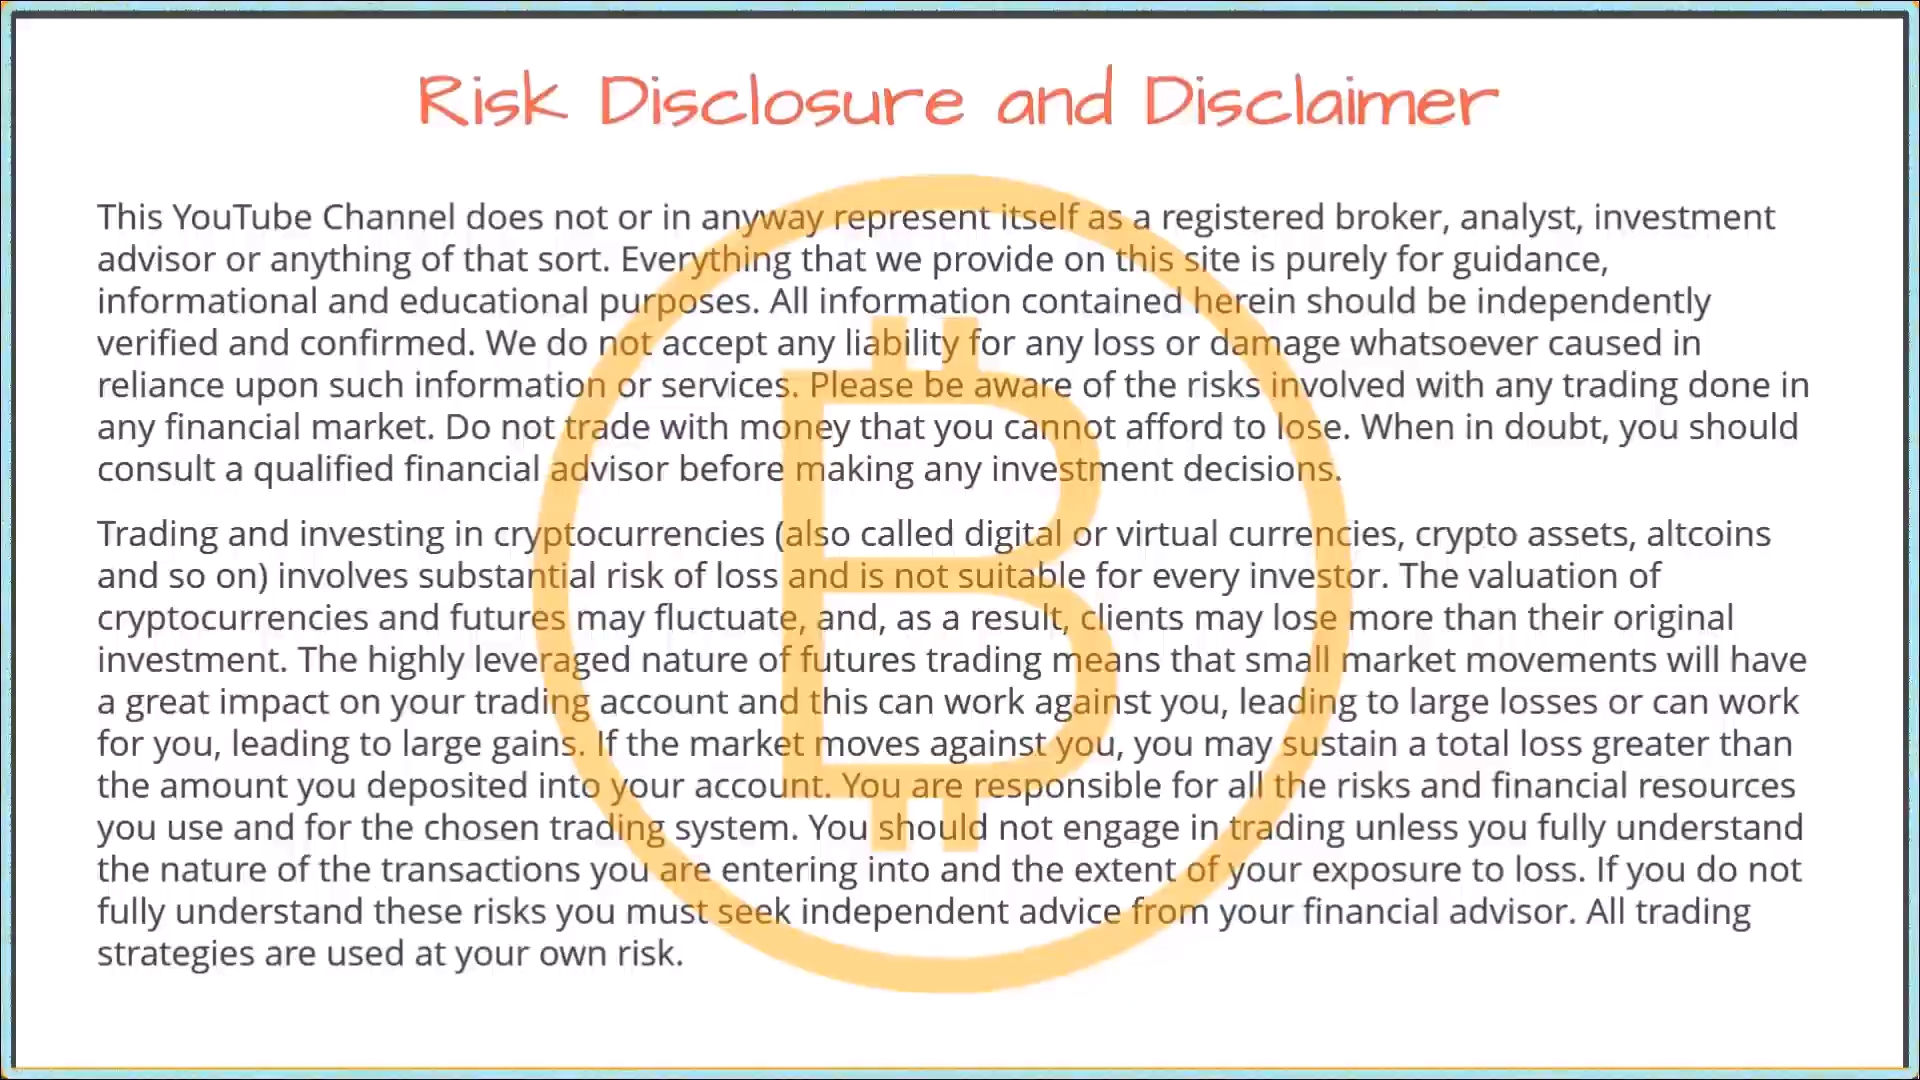 Risk Disclosure and Disclaimer
This YouTube Channel does not or in anyway represent itself as a registered broker, analyst, investment
advisor or anything of that sort. Everything that we provide on this site is purely for guidance,
informational and educational purposes. All information contained herein should be independently
verified and confirmed. We do not accept any liability for any loss or damage whatsoever caused in
reliance upon such information or services. Please be aware of the risks involved with any trading done in
any financial market. Do not trade with money that you cannot afford to lose. When in doubt, you should
consult a qualified financial advisor before making any investment decisions.
Trading and investing in cryptocurrencies (also called digital or virtual currencies, crypto assets, altcoins
and so on) involves substantial risk of loss and is not suitable for every investor. The valuation of
cryptocurrencies and futures may fluctuate, and, as a result, clients may lose more than their original
investment. The highly leveraged nature of futures trading means that small market movements will have
a great impact on your trading account and this can work against you, leading to large losses or can work
for you, leading to large gains. If the market moves against you, you may sustain a total loss greater than
the amount you deposited into your account. You are responsible for all the risks and financial resources
you use and for the chosen trading system. You should not engage in trading unless you fully understand
the nature of the transactions you are entering into and the extent of your exposure to loss. If you do not
fully understand these risks you must seek independent advice from your financial advisor. All trading
strategies are used at your own risk.